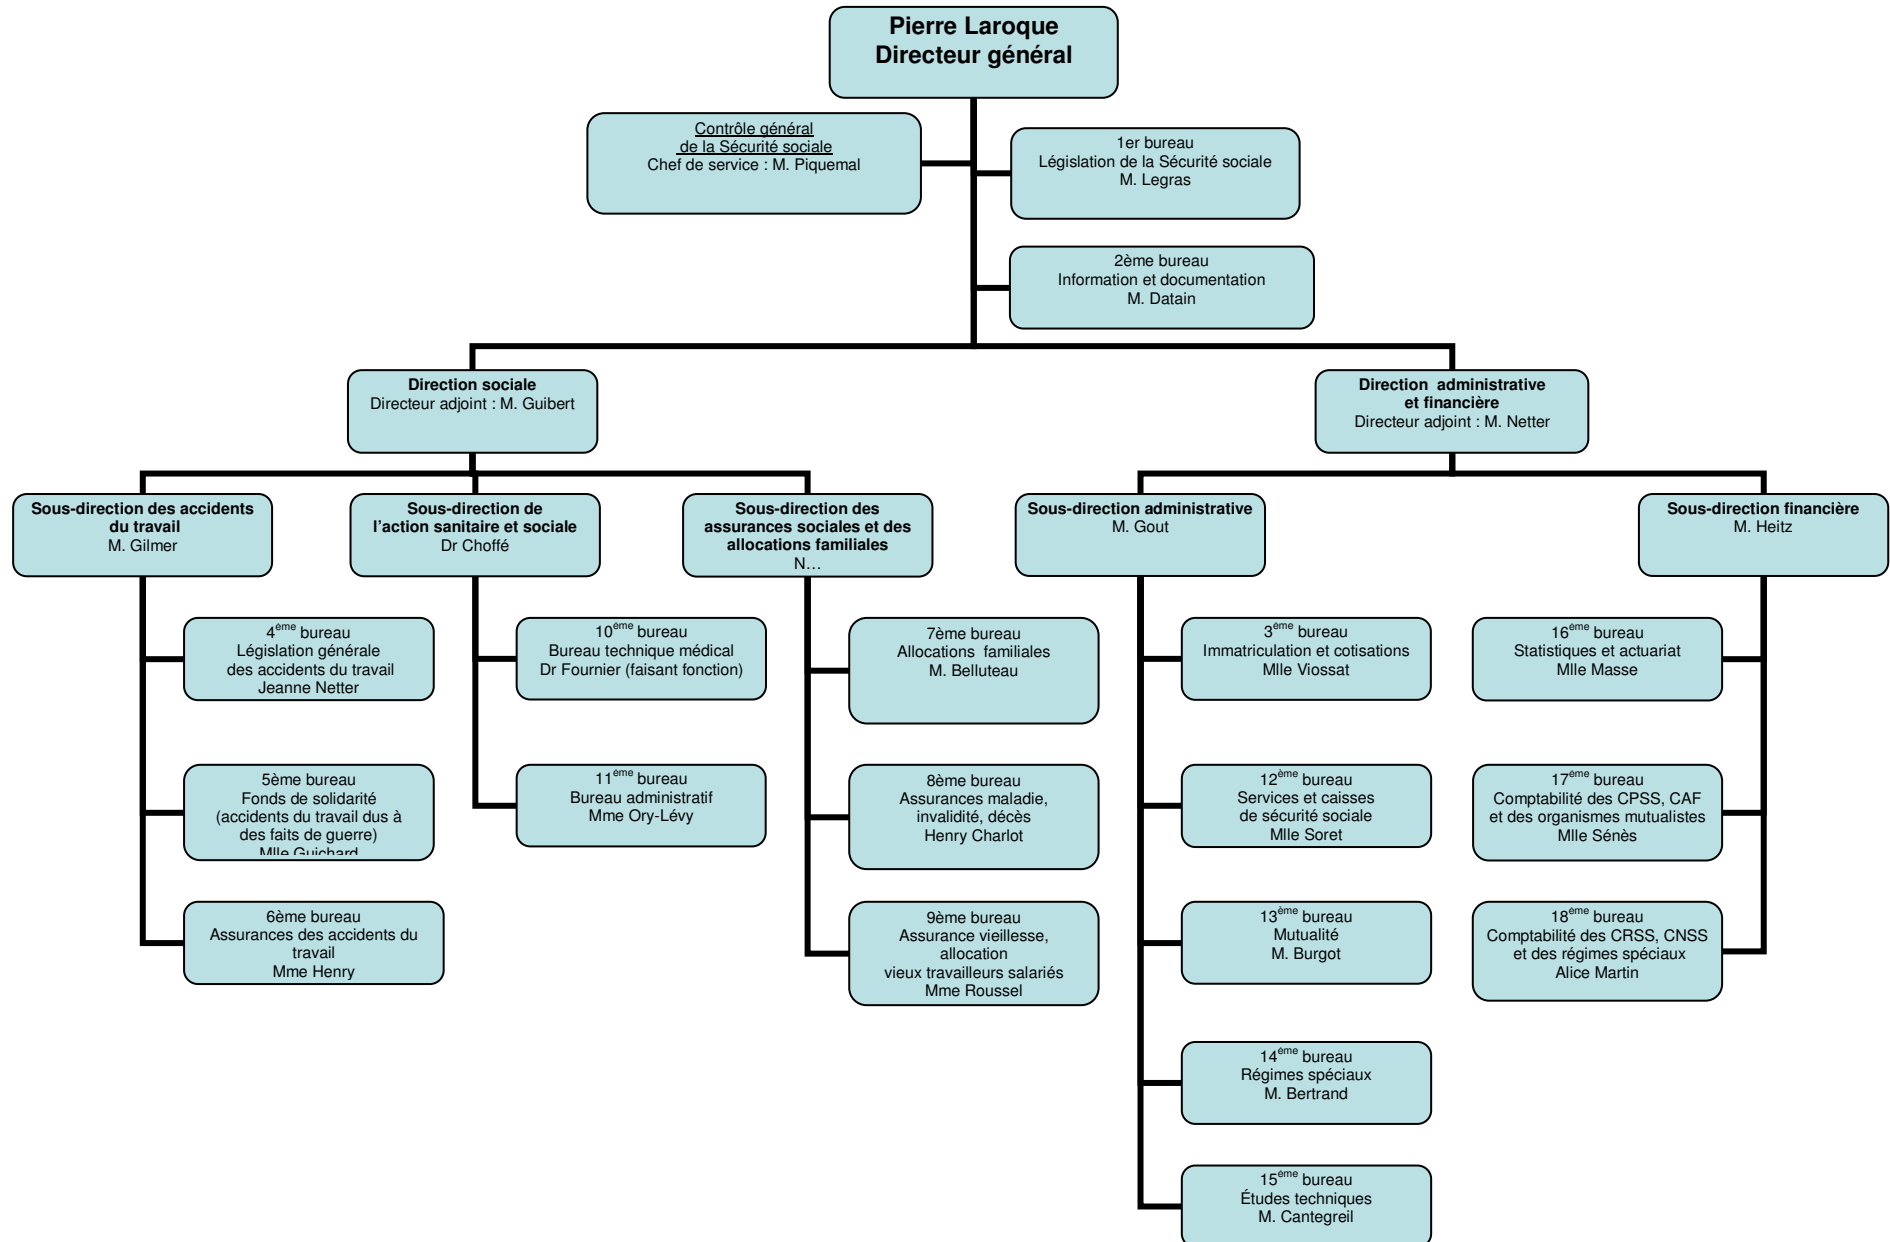 Pierre Laroque
Directeur général
Contrôle général
de la Sécurité sociale
Chef de service : M. Piquemal
1er bureau
Législation de la Sécurité sociale
M. Legras
2ème bureau
Information et documentation
M. Datain
Direction sociale
Directeur adjoint : M. Guibert
Direction administrative
et financière
Directeur adjoint : M. Netter
Sous-direction des accidents
du travail
M. Gilmer
Sous-direction de
l’action sanitaire et sociale
Dr Choffé
Sous-direction des
assurances sociales et des
allocations familiales
N…
Sous-direction administrative
M. Gout
Sous-direction financière
M. Heitz
4ème bureau
Législation générale
des accidents du travail
Jeanne Netter
5ème bureau
Fonds de solidarité
(accidents du travail dus à
des faits de guerre)
Mlle Guichard
6ème bureau
Assurances des accidents du
travail
Mme Henry
10ème bureau
Bureau technique médical
Dr Fournier (faisant fonction)
11ème bureau
Bureau administratif
Mme Ory-Lévy
7ème bureau
Allocations familiales
M. Belluteau
8ème bureau
Assurances maladie,
invalidité, décès
Henry Charlot
9ème bureau
Assurance vieillesse,
allocation
vieux travailleurs salariés
Mme Roussel
3ème bureau
Immatriculation et cotisations
Mlle Viossat
12ème bureau
Services et caisses
de sécurité sociale
Mlle Soret
13ème bureau
Mutualité
M. Burgot
14ème bureau
Régimes spéciaux
M. Bertrand
15ème bureau
Études techniques
M. Cantegreil
16ème bureau
Statistiques et actuariat
Mlle Masse
17ème bureau
Comptabilité des CPSS, CAF
et des organismes mutualistes
Mlle Sénès
18ème bureau
Comptabilité des CRSS, CNSS
et des régimes spéciaux
Alice Martin